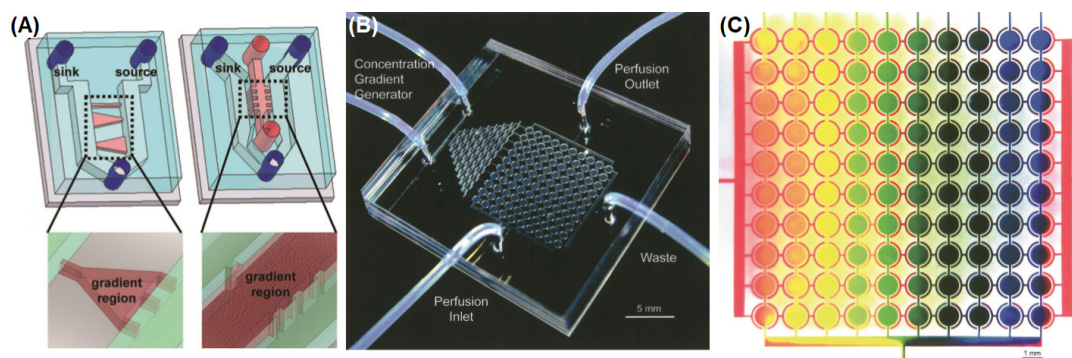 (A)
sink
source
sink
source
gradient
region
gradient
region
(B)
Concentration
Gradient
Generator
Perfusion
Outlet
Waste
Perfusion
Inlet
5 mm
(C)
1 mm